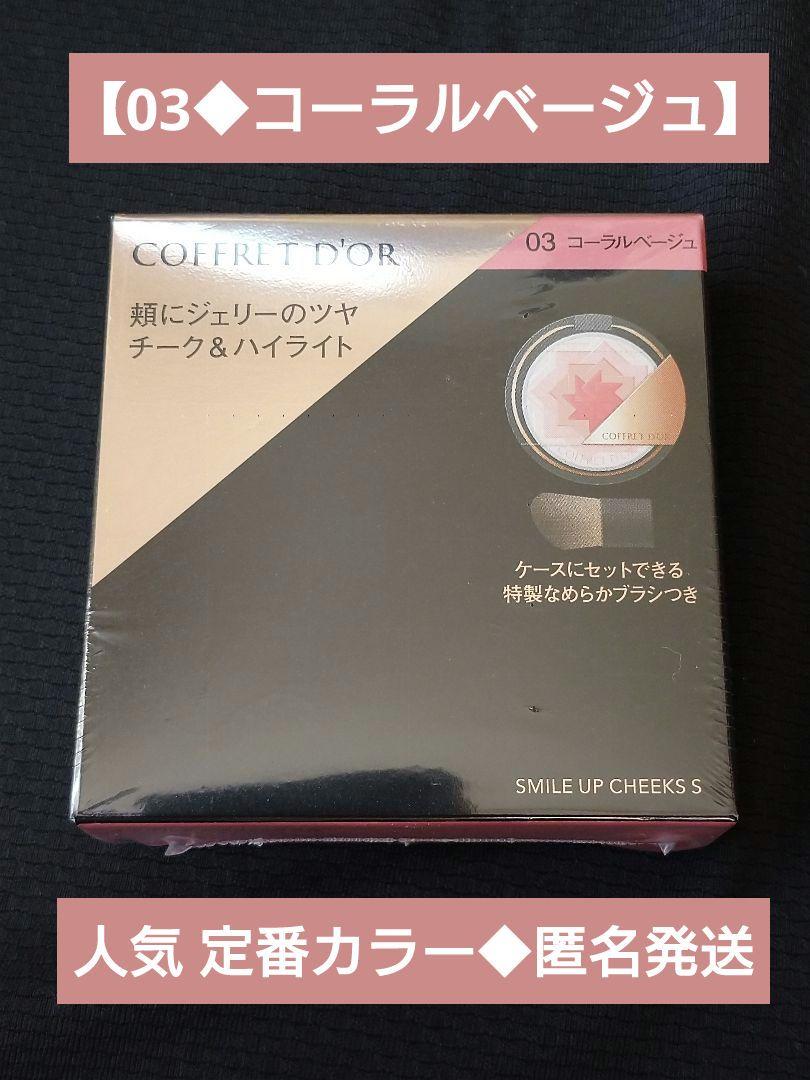 【03◆コーラルベージュ】
COFFRET D'OR
03 コーラルベージュ
頬にジェリーのツヤ
チーク&ハイライト
COFFRET D'OR
ケースにセットできる
特製なめらかブラシつき
SMILE UP CHEEKS S
人気 定番カラー◆匿名発送